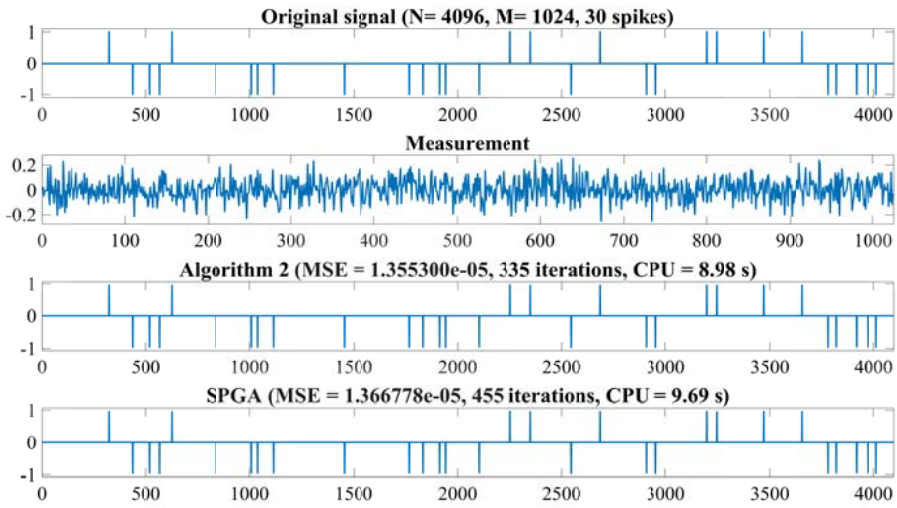 Original signal (N= 4096, M= 1024, 30 spikes)
1
0
-1
0 500 1000 1500 2000 2500 3000 3500 4000
Measurement
0.2
0
-0.2
0 100 200 300 400 500 600 700 800 900 1000
Algorithm 2 (MSE = 1.355300e-05, 335 iterations, CPU = 8.98 s)
1
0
-1
0 500 1000 1500 2000 2500 3000 3500 4000
SPGA (MSE = 1.366778e-05, 455 iterations, CPU = 9.69 s)
1
0
-1
0 500 1000 1500 2000 2500 3000 3500 4000